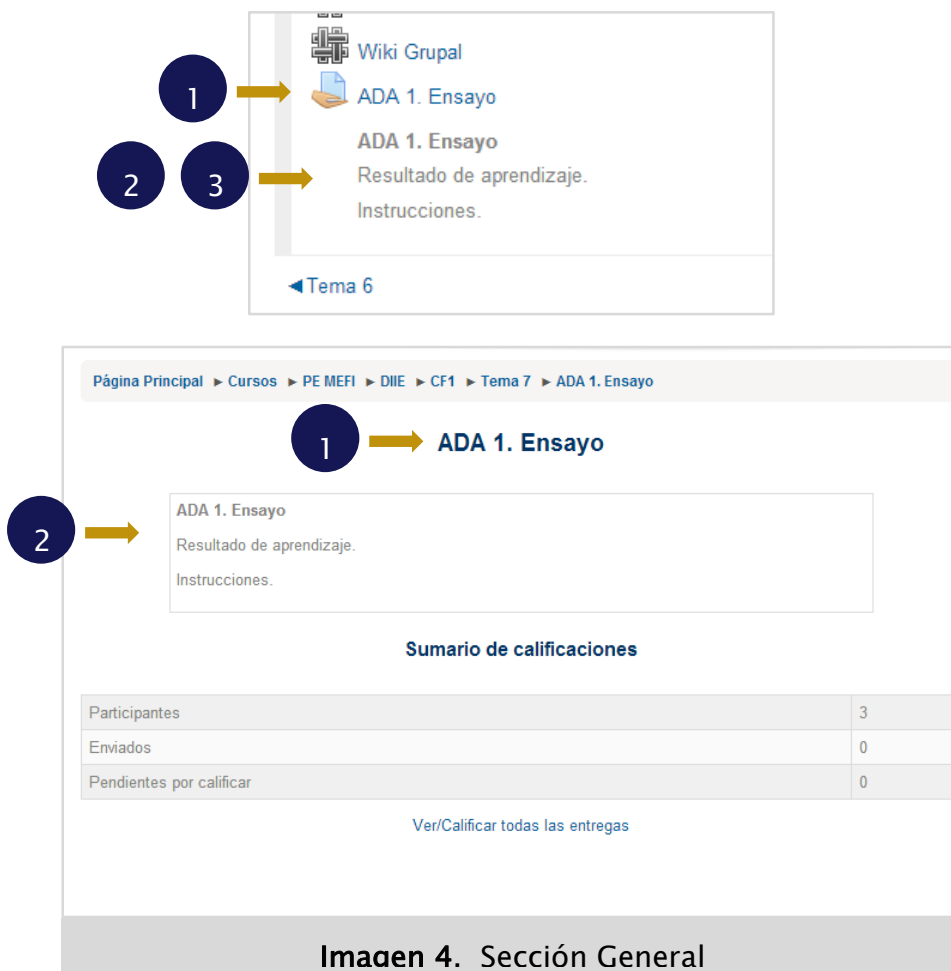 Wiki Grupal
1
ADA 1. Ensayo
ADA 1. Ensayo
2 3
Resultado de aprendizaje.
Instrucciones.
◄Tema 6
Página Principal ► Cursos ► PE MEFI ► DIIE ► CF1 ► Tema 7 ► ADA 1. Ensayo
1
ADA 1. Ensayo
2
ADA 1. Ensayo
Resultado de aprendizaje.
Instrucciones.
Sumario de calificaciones
Participantes 3
Enviados 0
Pendientes por calificar 0
Ver/Calificar todas las entregas
Imagen 4. Sección General